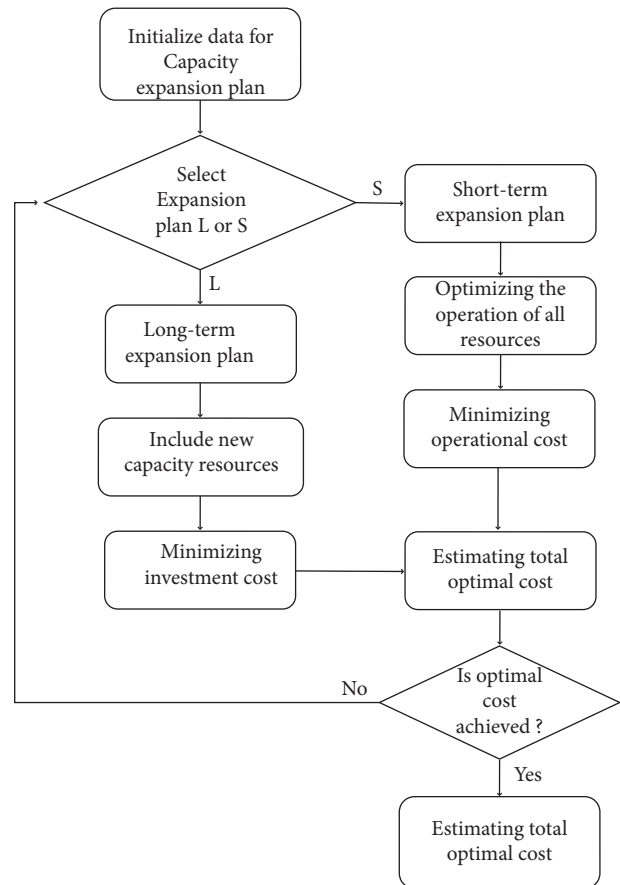 Initialize data for
Capacity
expansion plan
Select
Expansion
plan L or S
S
Short-term
expansion plan
L
Optimizing the
operation of all
resources
Long-term
expansion plan
Minimizing
operational cost
Include new
capacity resources
Minimizing
investment cost
Estimating total
optimal cost
No
Is optimal
cost
achieved ?
Yes
Estimating total
optimal cost